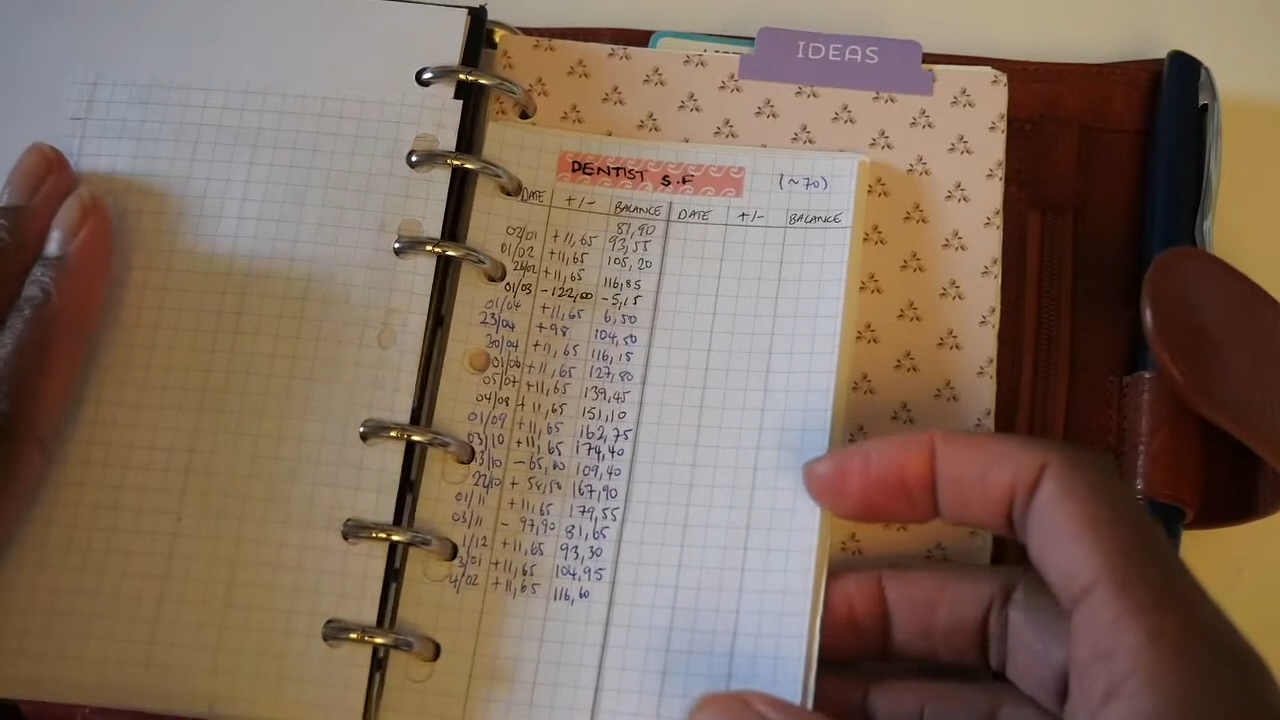 IDEAS
DENTIST S.F (~70)
DATE +/- BALANCE DATE +/- BALANCE
81,90
02/01 +11,65 93,55
01/02 +11,65 105,20
26/02 +11,65 116,85
01/03 -122,00 -5,15
01/04 +11,65 6,50
23/04 +98 104,50
30/04 +11,65 116,15
01/06 +11,65 127,80
05/07 +11,65 139,45
04/08 +11,65 151,10
01/09 +11,65 162,75
03/10 +11,65 174,40
03/10 -65,00 109,40
22/10 +58,50 167,90
01/11 +11,65 179,55
03/11 -97,90 81,65
1/12 +11,65 93,30
3/01 +11,65 104,95
4/02 +11,65 116,60